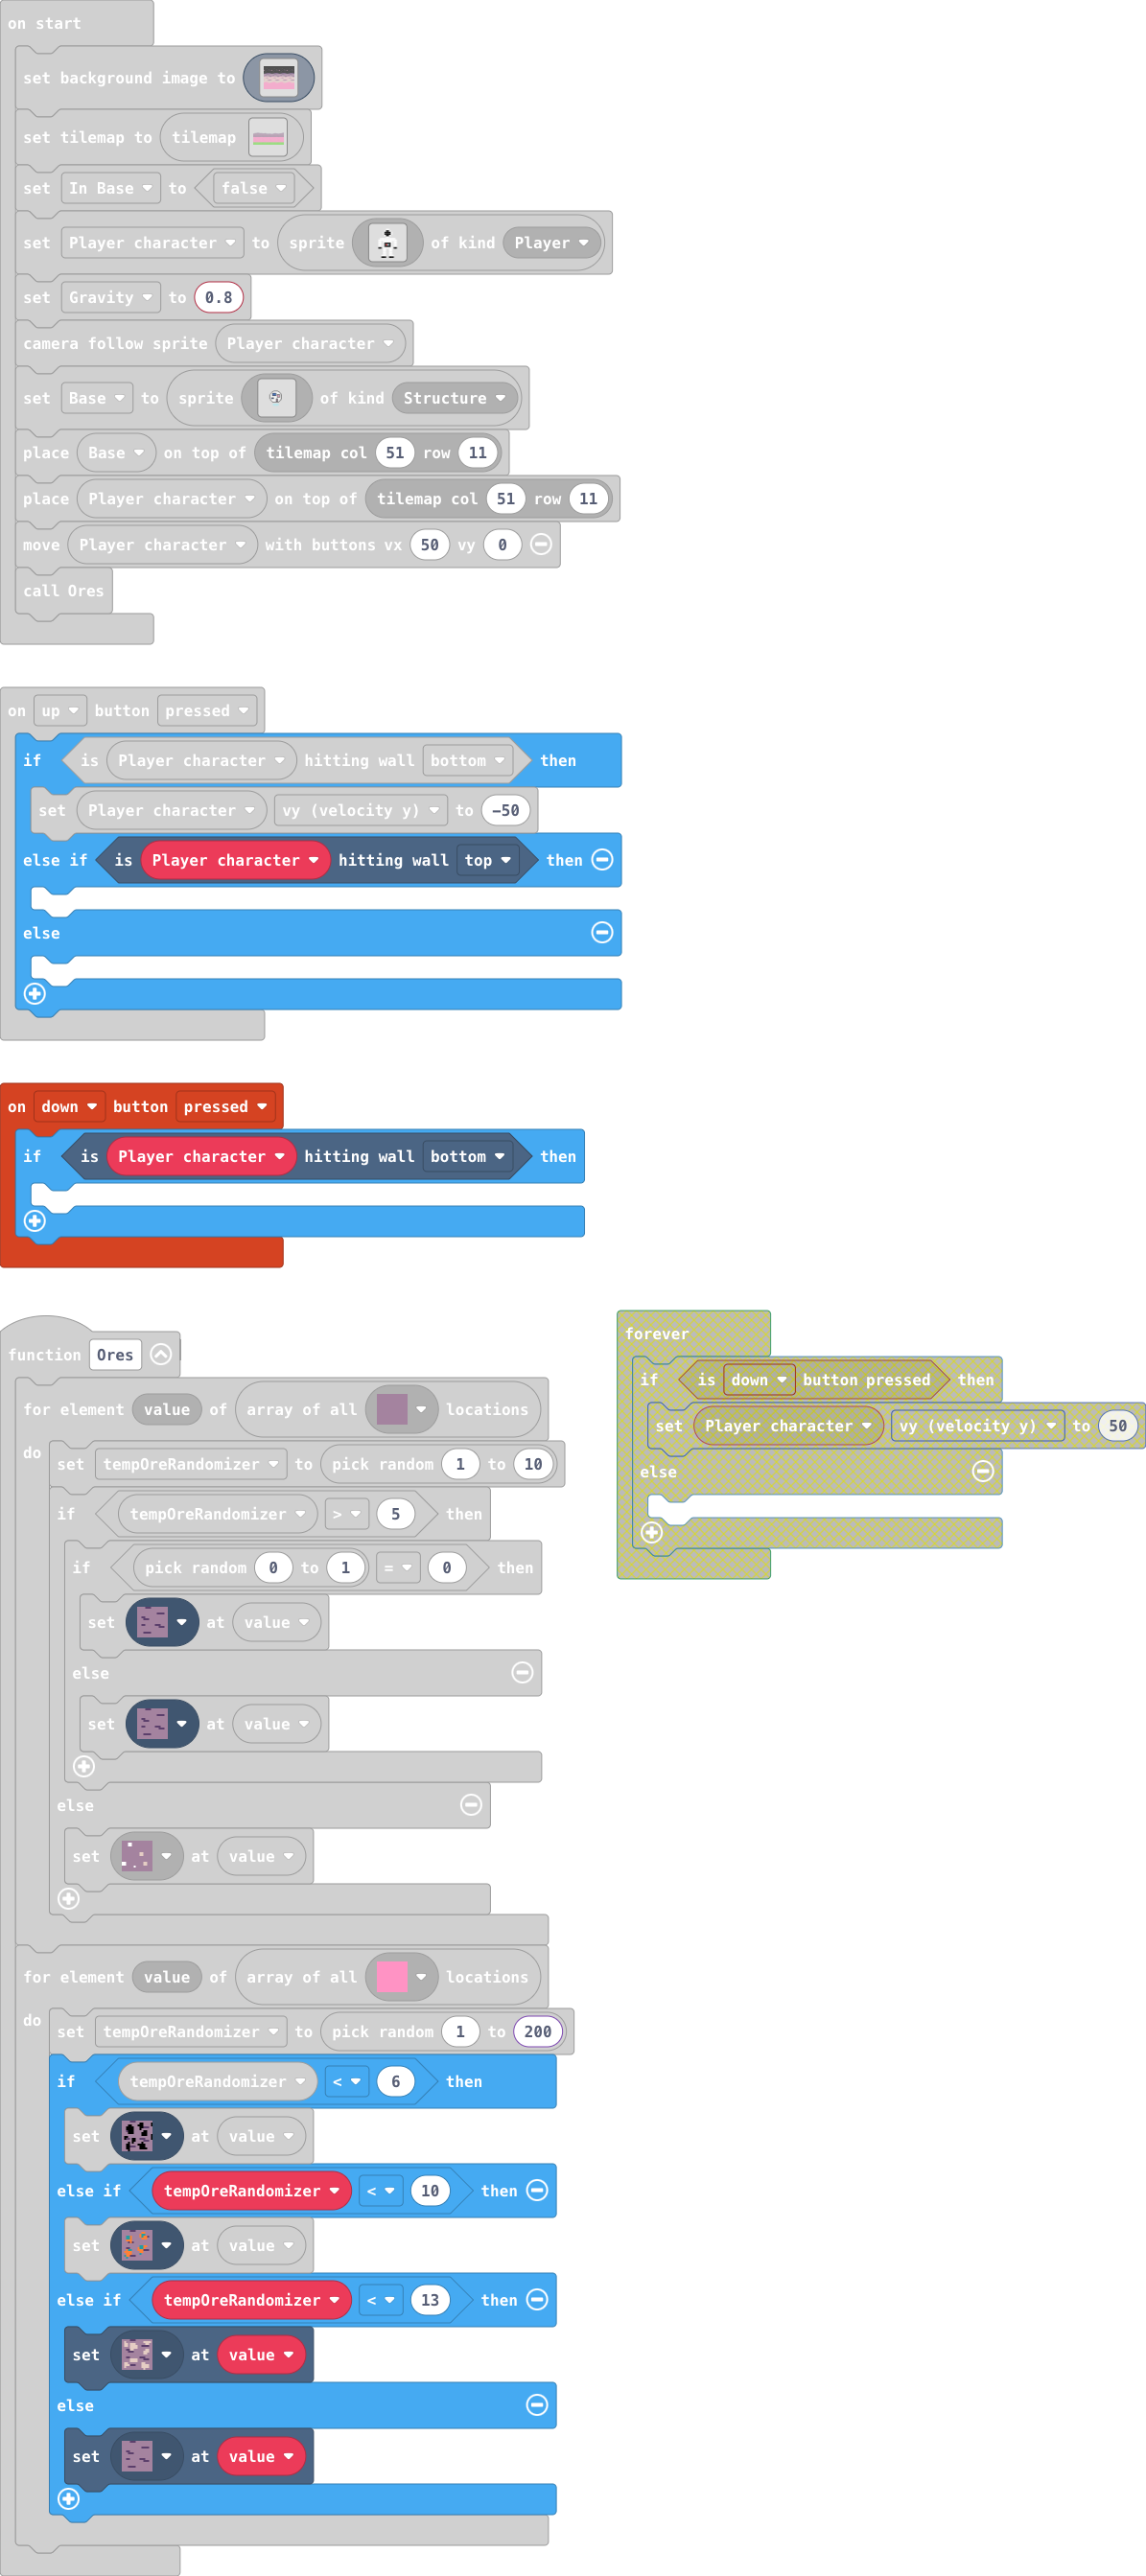 on start
set background image to
set tilemap to tilemap
set In Base to false
set Player character to sprite of kind Player
set Gravity to 0.8
camera follow sprite Player character
set Base to sprite of kind Structure
place Base on top of tilemap col 51 row 11
place Player character on top of tilemap col 51 row 11
move Player character with buttons vx 50 vy 0
call Ores
on up button pressed
if is Player character hitting wall bottom then
set Player character vy (velocity y) to -50
else if is Player character hitting wall top then
else
on down button pressed
if is Player character hitting wall bottom then
function Ores
for element value of array of all locations
do set tempOreRandomizer to pick random 1 to 10
if tempOreRandomizer > 5 then
if pick random 0 to 1 = 0 then
set at value
else
set at value
else
set at value
for element value of array of all locations
do set tempOreRandomizer to pick random 1 to 200
if tempOreRandomizer < 6 then
set at value
else if tempOreRandomizer < 10 then
set at value
else if tempOreRandomizer < 13 then
set at value
else
set at value
forever
if is down button pressed then
set Player character vy (velocity y) to 50
else